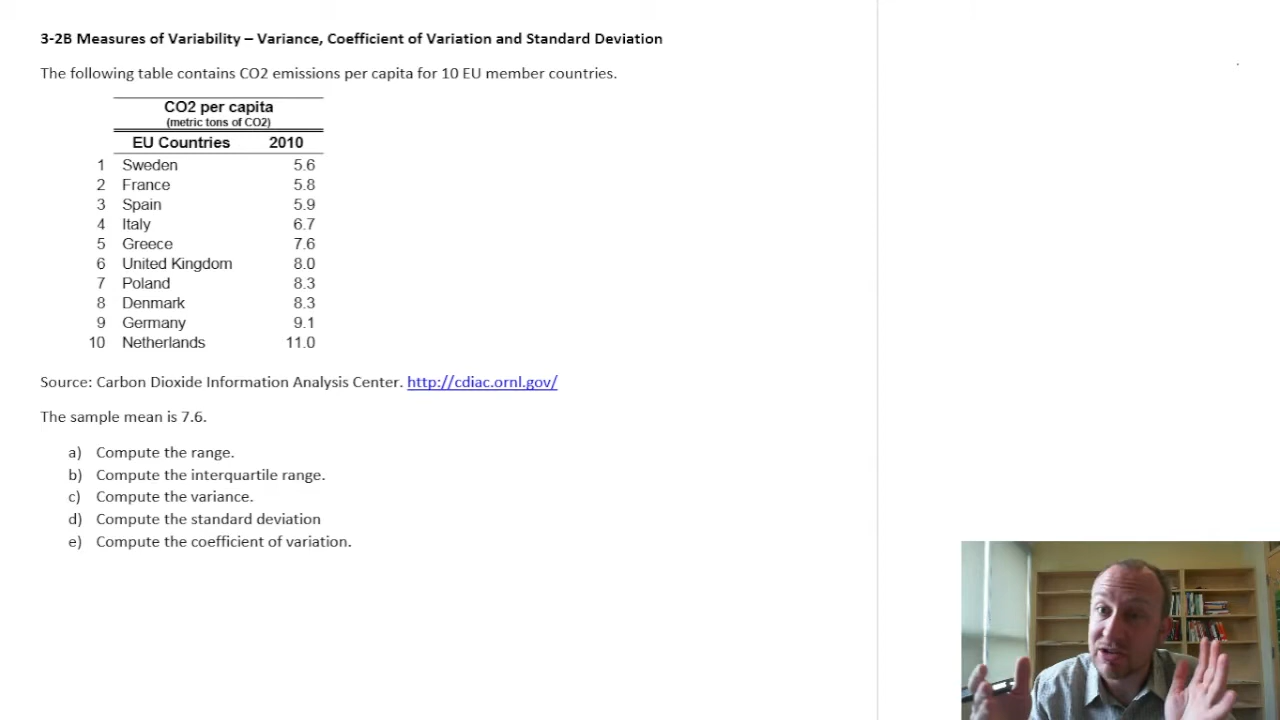 3-2B Measures of Variability – Variance, Coefficient of Variation and Standard Deviation
The following table contains CO2 emissions per capita for 10 EU member countries.
CO2 per capita
(metric tons of CO2)
EU Countries 2010
1 Sweden 5.6
2 France 5.8
3 Spain 5.9
4 Italy 6.7
5 Greece 7.6
6 United Kingdom 8.0
7 Poland 8.3
8 Denmark 8.3
9 Germany 9.1
10 Netherlands 11.0
Source: Carbon Dioxide Information Analysis Center. http://cdiac.ornl.gov/
The sample mean is 7.6.
a) Compute the range.
b) Compute the interquartile range.
c) Compute the variance.
d) Compute the standard deviation
e) Compute the coefficient of variation.